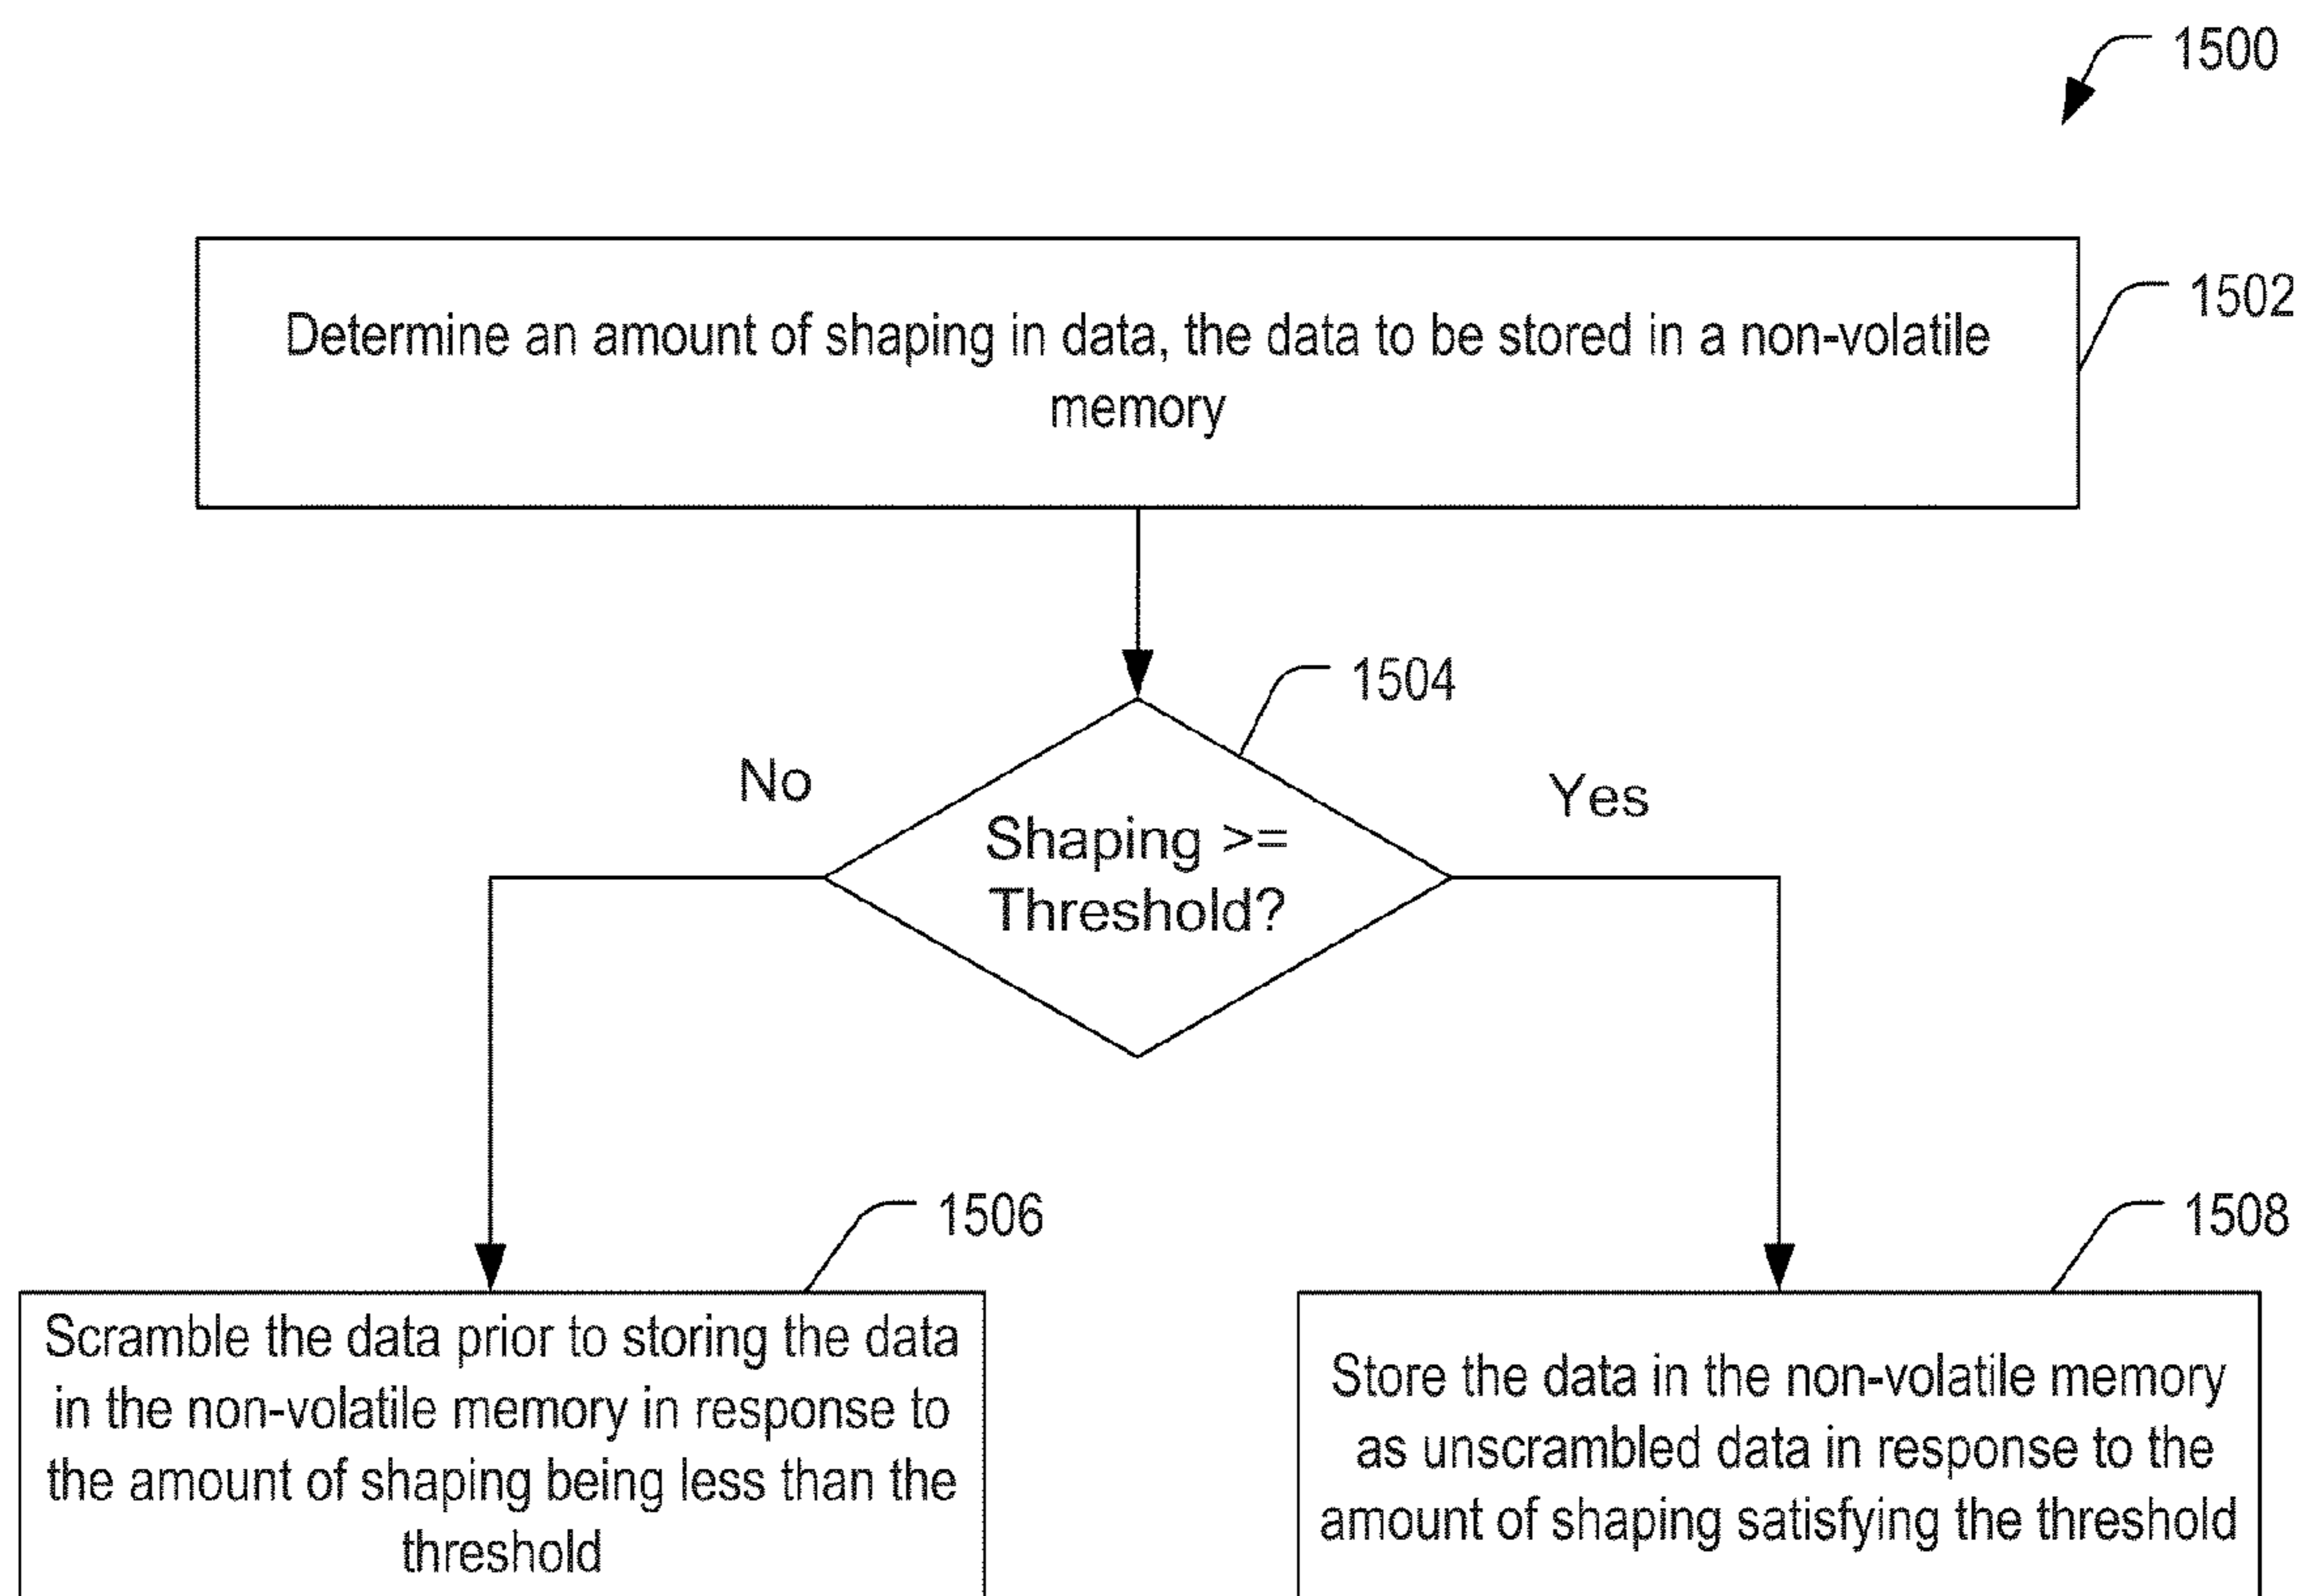 1500
1502
Determine an amount of shaping in data, the data to be stored in a non-volatile
memory
1504
No
Yes
Shaping >=
Threshold?
1506
1508
Scramble the data prior to storing the data
in the non-volatile memory in response to
the amount of shaping being less than the
threshold
Store the data in the non-volatile memory
as unscrambled data in response to the
amount of shaping satisfying the threshold